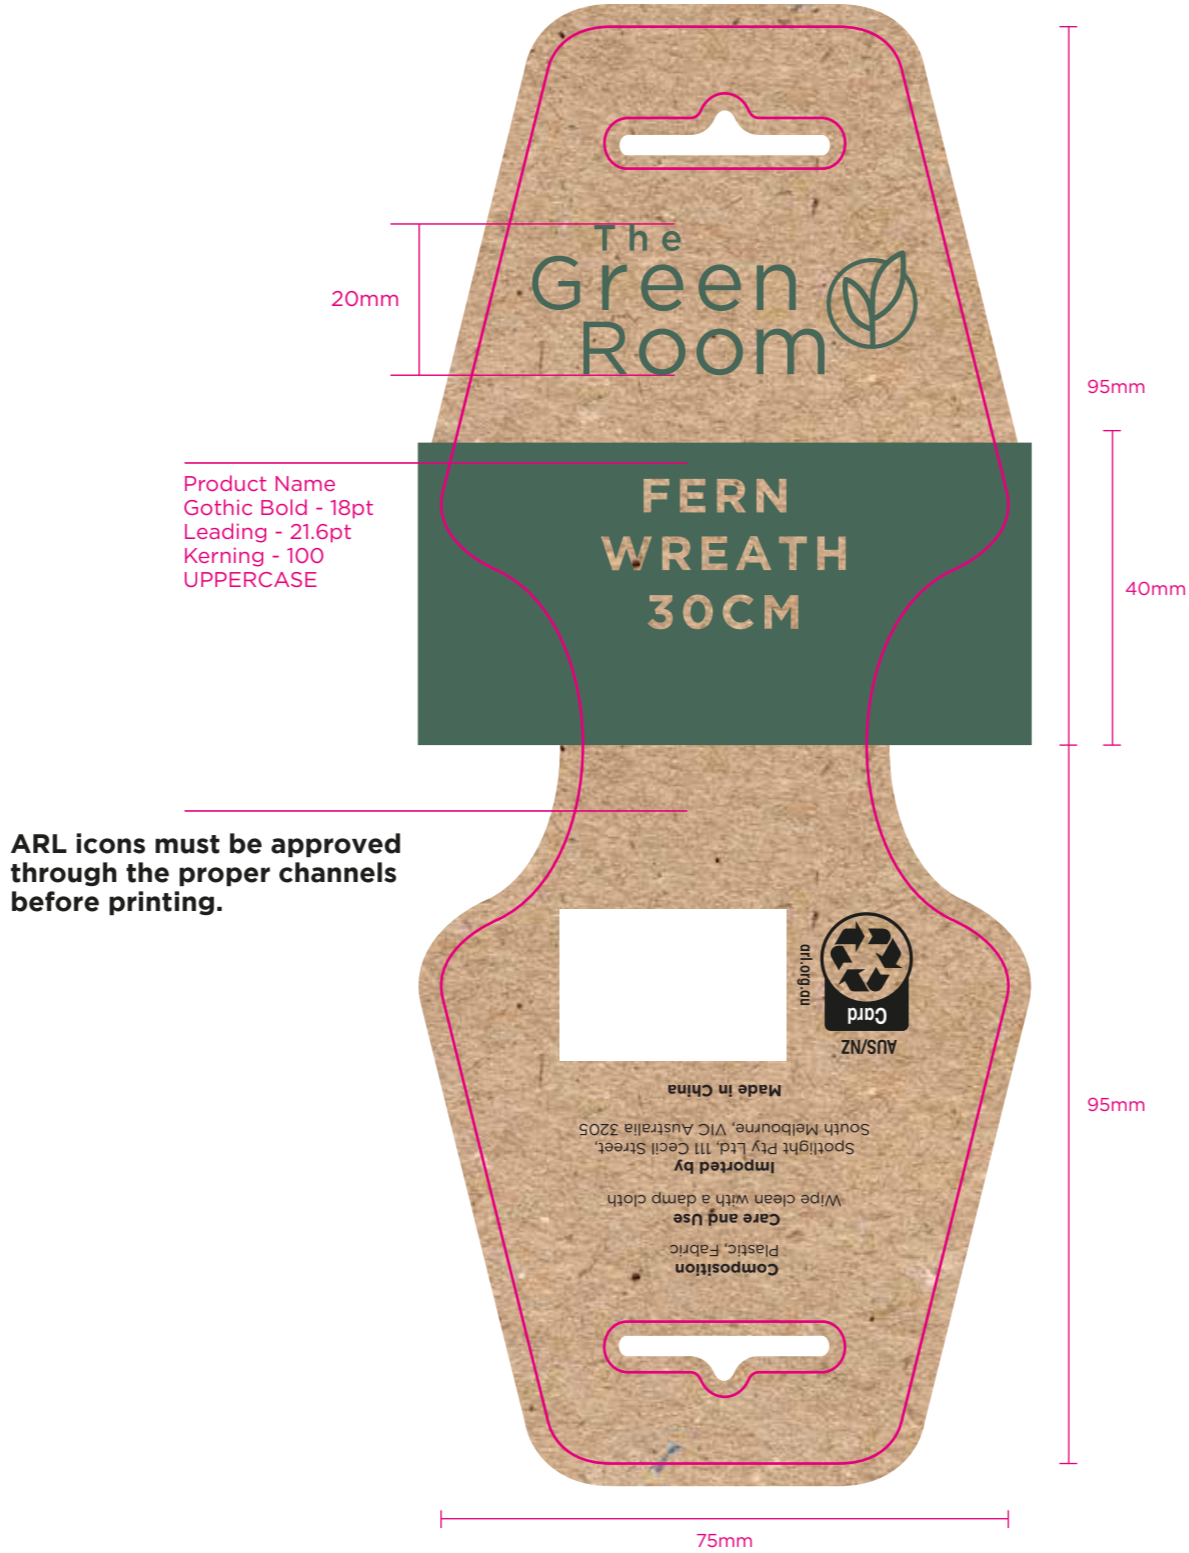 The
Green
Room
20mm
95mm
Product Name
Gothic Bold - 18pt
Leading - 21.6pt
Kerning - 100
UPPERCASE
FERN
WREATH
30CM
40mm
ARL icons must be approved
through the proper channels
before printing.
Composition
Plastic, Fabric
Care and Use
Wipe clean with a damp cloth
Imported by
Spotlight Pty Ltd, 111 Cecil Street,
South Melbourne, VIC Australia 3205
Made in China
AUS/NZ
Card
arl.org.au
95mm
75mm